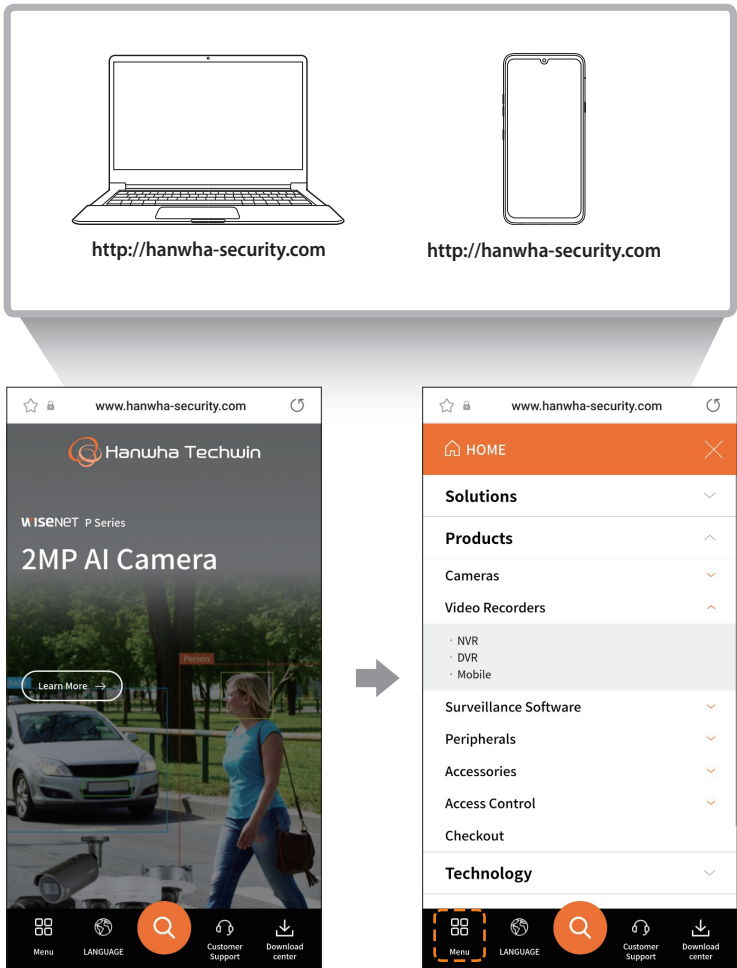 http://hanwha-security.com
http://hanwha-security.com
www.hanwha-security.com
Hanwha Techwin
WISENET P Series
2MP AI Camera
Person
Learn More →
Menu
LANGUAGE
Customer
Support
Download
center
www.hanwha-security.com
HOME
Solutions
Products
Cameras
Video Recorders
· NVR
· DVR
· Mobile
Surveillance Software
Peripherals
Accessories
Access Control
Checkout
Technology
Menu
LANGUAGE
Customer
Support
Download
center